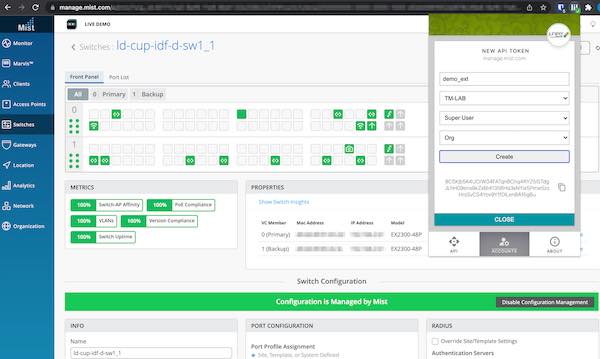 manage.mist.com/
Mist
LIVE DEMO
Monitor
Marvis™
Clients
Access Points
Switches
Gateways
Location
Analytics
Network
Organization
Switches : ld-cup-idf-d-sw1_1
Front Panel Port List
All 0 Primary 1 Backup
0
1
METRICS
100% Switch-AP Affinity 100% PoE Compliance
100% VLANs 100% Version Compliance
100% Switch Uptime
PROPERTIES
Show Switch Insights
VC Member Mac Address IP Address Model
0 (Primary) EX2300-48P
1 (Backup) EX2300-48P
Switch Configuration
Configuration is Managed by Mist
Disable Configuration Management
INFO
Name
ld-cup-idf-d-sw1_1
PORT CONFIGURATION
Port Profile Assignment
Site, Template, or System Defined
RADIUS
Override Site/Template Settings
Authentication Servers
NEW API TOKEN
manage.mist.com
demo_ext
TM-LAB
Super User
Org
Create
CLOSE
API
ACCOUNTS
ABOUT